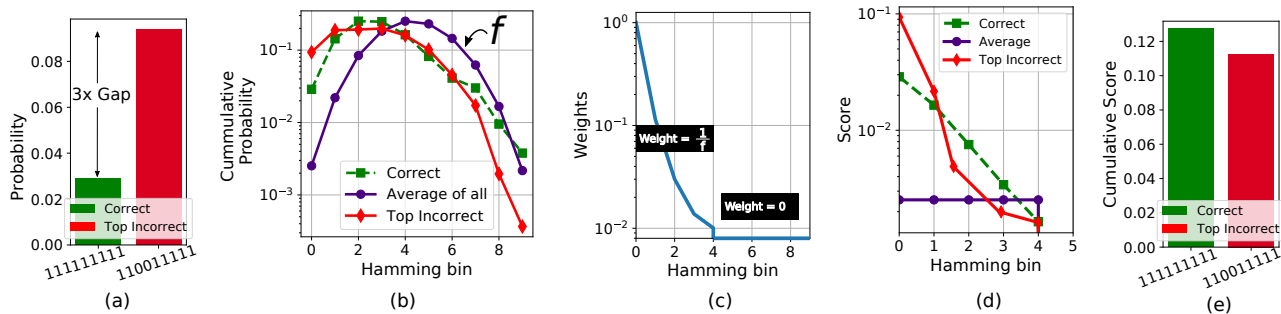 Probability
0.08
0.06
0.04
0.02
0.00
3x Gap
Correct
Top Incorrect
111111111
110011111
(a)
Cummulative
Probability
10⁻¹
10⁻²
10⁻³
f
Correct
Average of all
Top Incorrect
0 2 4 6 8
Hamming bin
(b)
Weights
10⁰
10⁻¹
10⁻²
Weight = 1/f
Weight = 0
0 2 4 6 8
Hamming bin
(c)
Score
10⁻¹
10⁻²
Correct
Average
Top Incorrect
0 1 2 3 4 5
Hamming bin
(d)
Cumulative Score
0.12
0.10
0.08
0.06
0.04
0.02
0.00
Correct
Top Incorrect
111111111
110011111
(e)